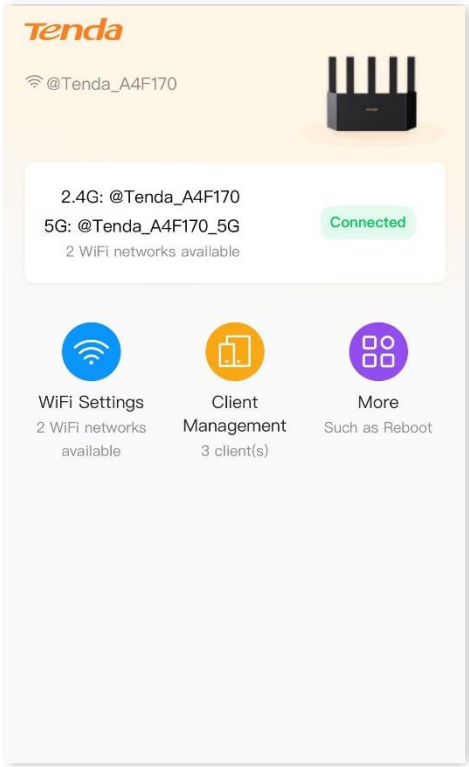 Tenda
@Tenda_A4F170
2.4G: @Tenda_A4F170
5G: @Tenda_A4F170_5G
2 WiFi networks available
Connected
WiFi Settings
2 WiFi networks
available
Client
Management
3 client(s)
More
Such as Reboot